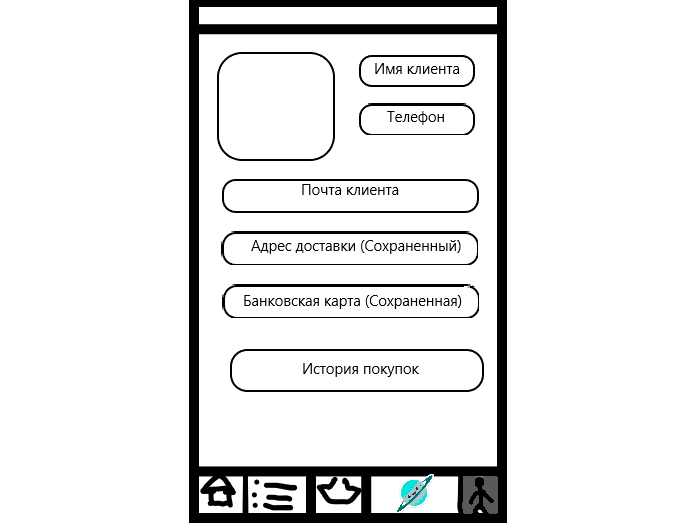 Имя клиента
Телефон
Почта клиента
Адрес доставки (Сохраненный)
Банковская карта (Сохраненная)
История покупок